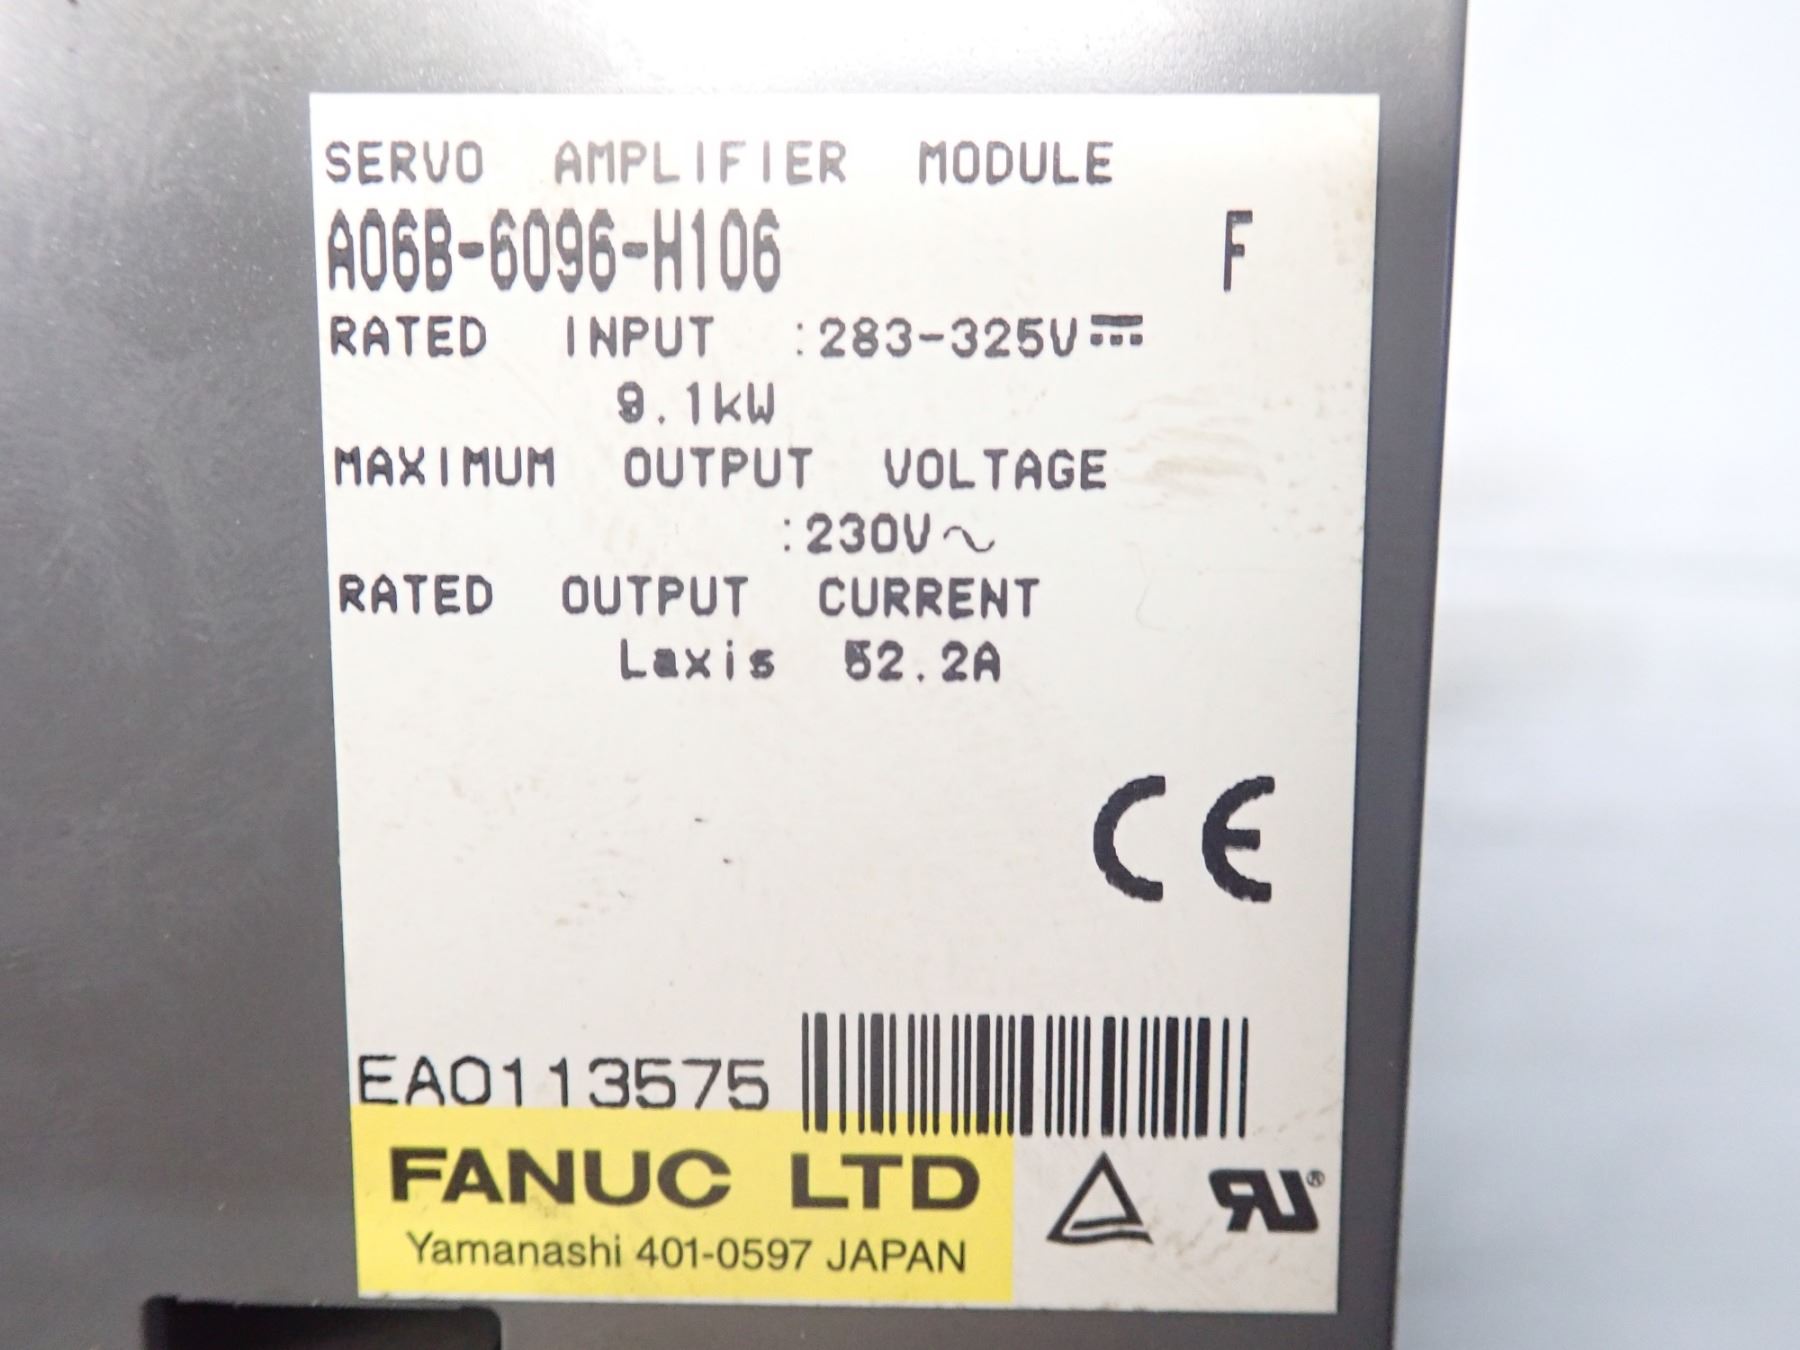 SERVO AMPLIFIER MODULE
A06B-6096-H106 F
RATED INPUT :283-325V⎓
9.1kW
MAXIMUM OUTPUT VOLTAGE
:230V~
RATED OUTPUT CURRENT
Laxis 52.2A
CE
EA0113575
FANUC LTD
Yamanashi 401-0597 JAPAN
RU®